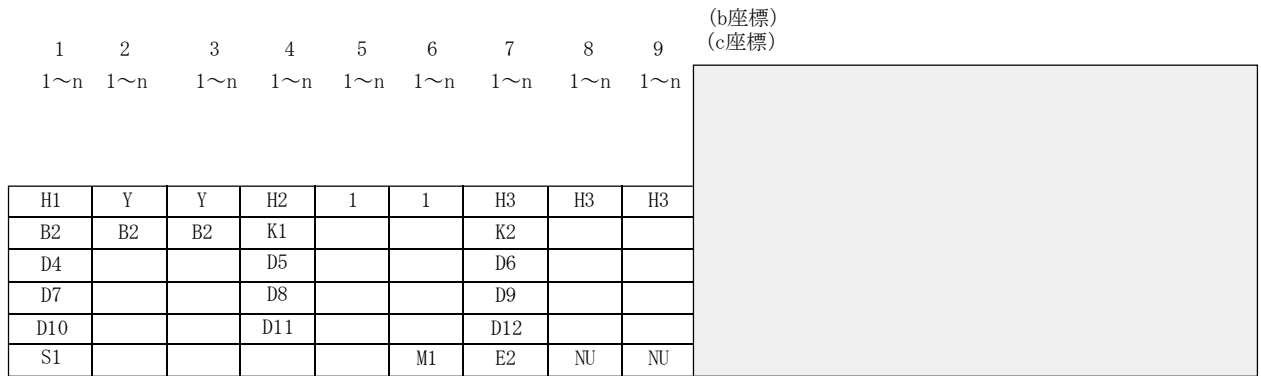 (b座標)
(c座標)
1 2 3 4 5 6 7 8 9
1～n 1～n 1～n 1～n 1～n 1～n 1～n 1～n 1～n
H1 Y Y H2 1 1 H3 H3 H3
B2 B2 B2 K1 K2
D4 D5 D6
D7 D8 D9
D10 D11 D12
S1 M1 E2 NU NU